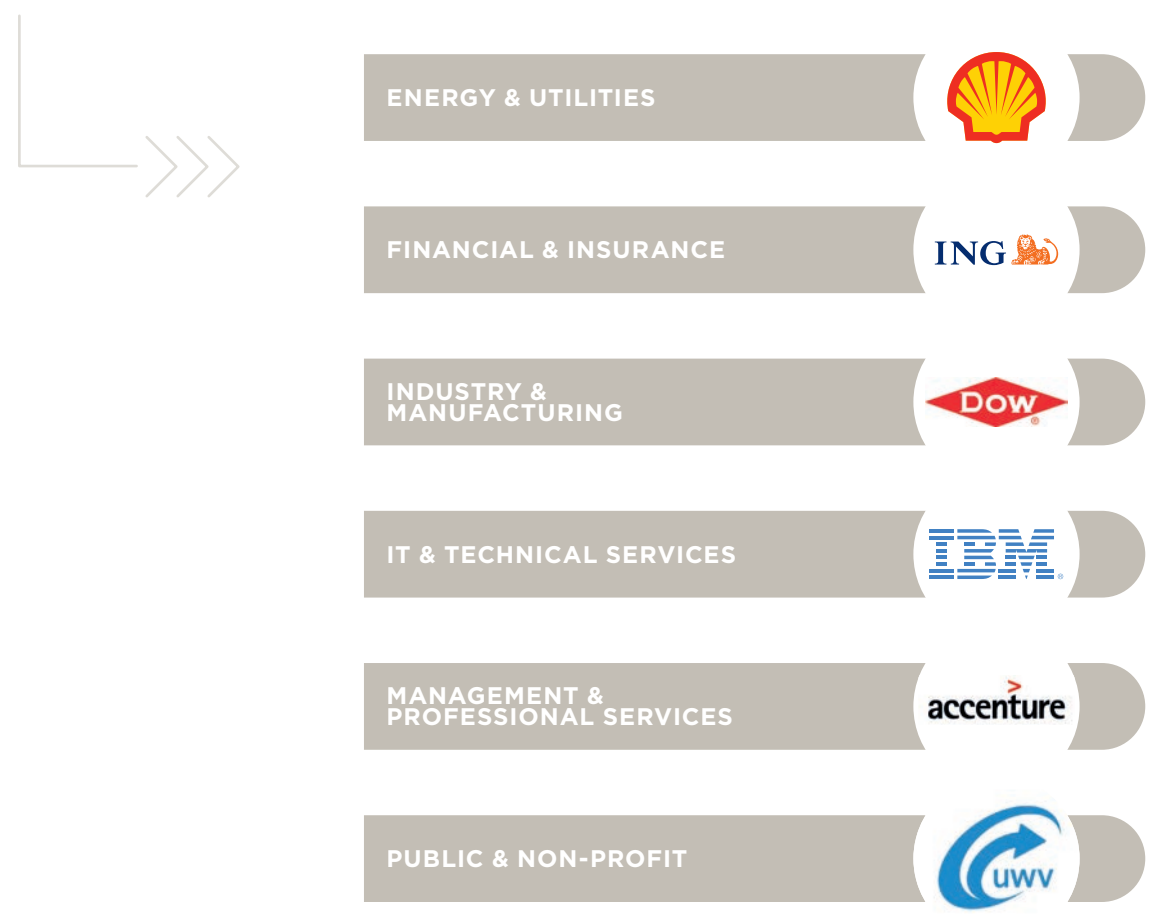 ENERGY & UTILITIES
FINANCIAL & INSURANCE
ING
INDUSTRY &
MANUFACTURING
DOW
®
IT & TECHNICAL SERVICES
IBM
®
MANAGEMENT &
PROFESSIONAL SERVICES
>
accenture
PUBLIC & NON-PROFIT
UWV